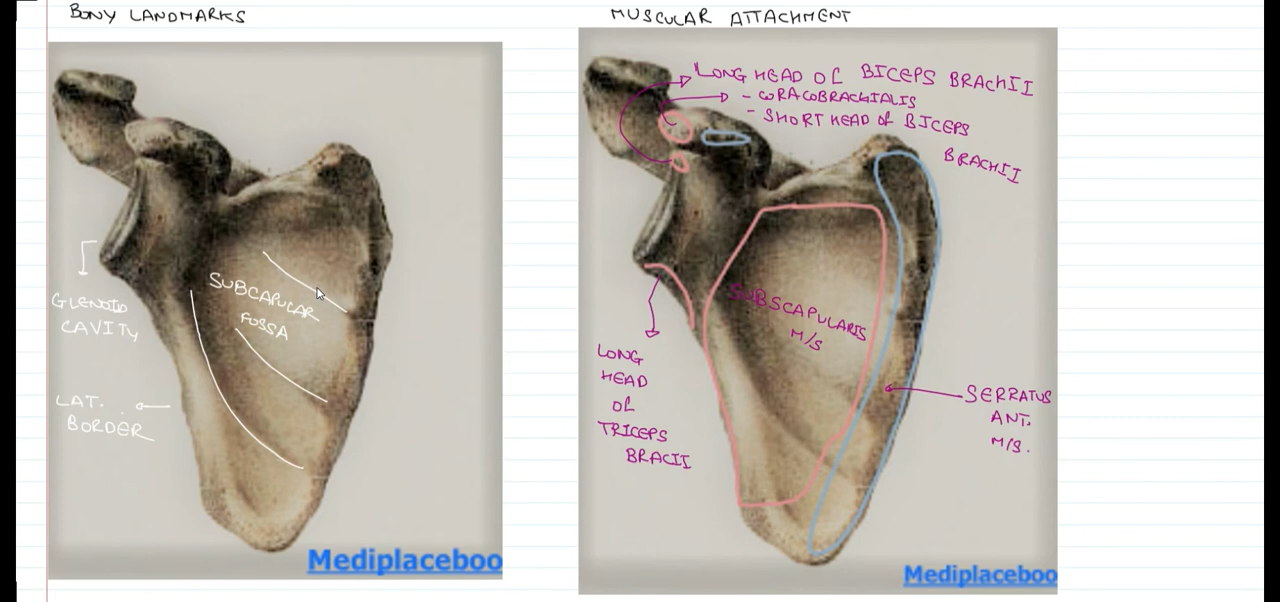 BONY LANDMARKS
GLENOID
CAVITY
LAT.
BORDER
SUBCAPULAR
FOSSA
Mediplaceboo
MUSCULAR ATTACHMENT
LONG HEAD OF BICEPS BRACHII
- CORACOBRACHIALIS
- SHORT HEAD OF BICEPS
BRACHII
SUBSCAPULARIS
M/S
LONG
HEAD
OF
TRICEPS
BRACII
SERRATUS
ANT.
M/S.
Mediplaceboo